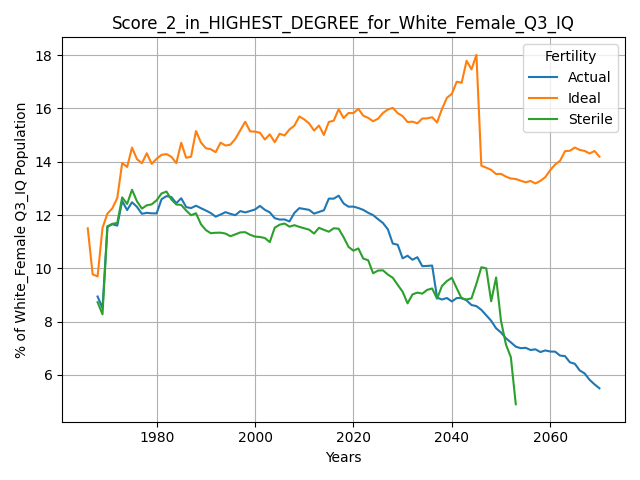 Score_2_in_HIGHEST_DEGREE_for_White_Female_Q3_IQ
% of White_Female Q3_IQ Population
18
16
14
12
10
8
6
Fertility
Actual
Ideal
Sterile
1980
2000
2020
2040
2060
Years